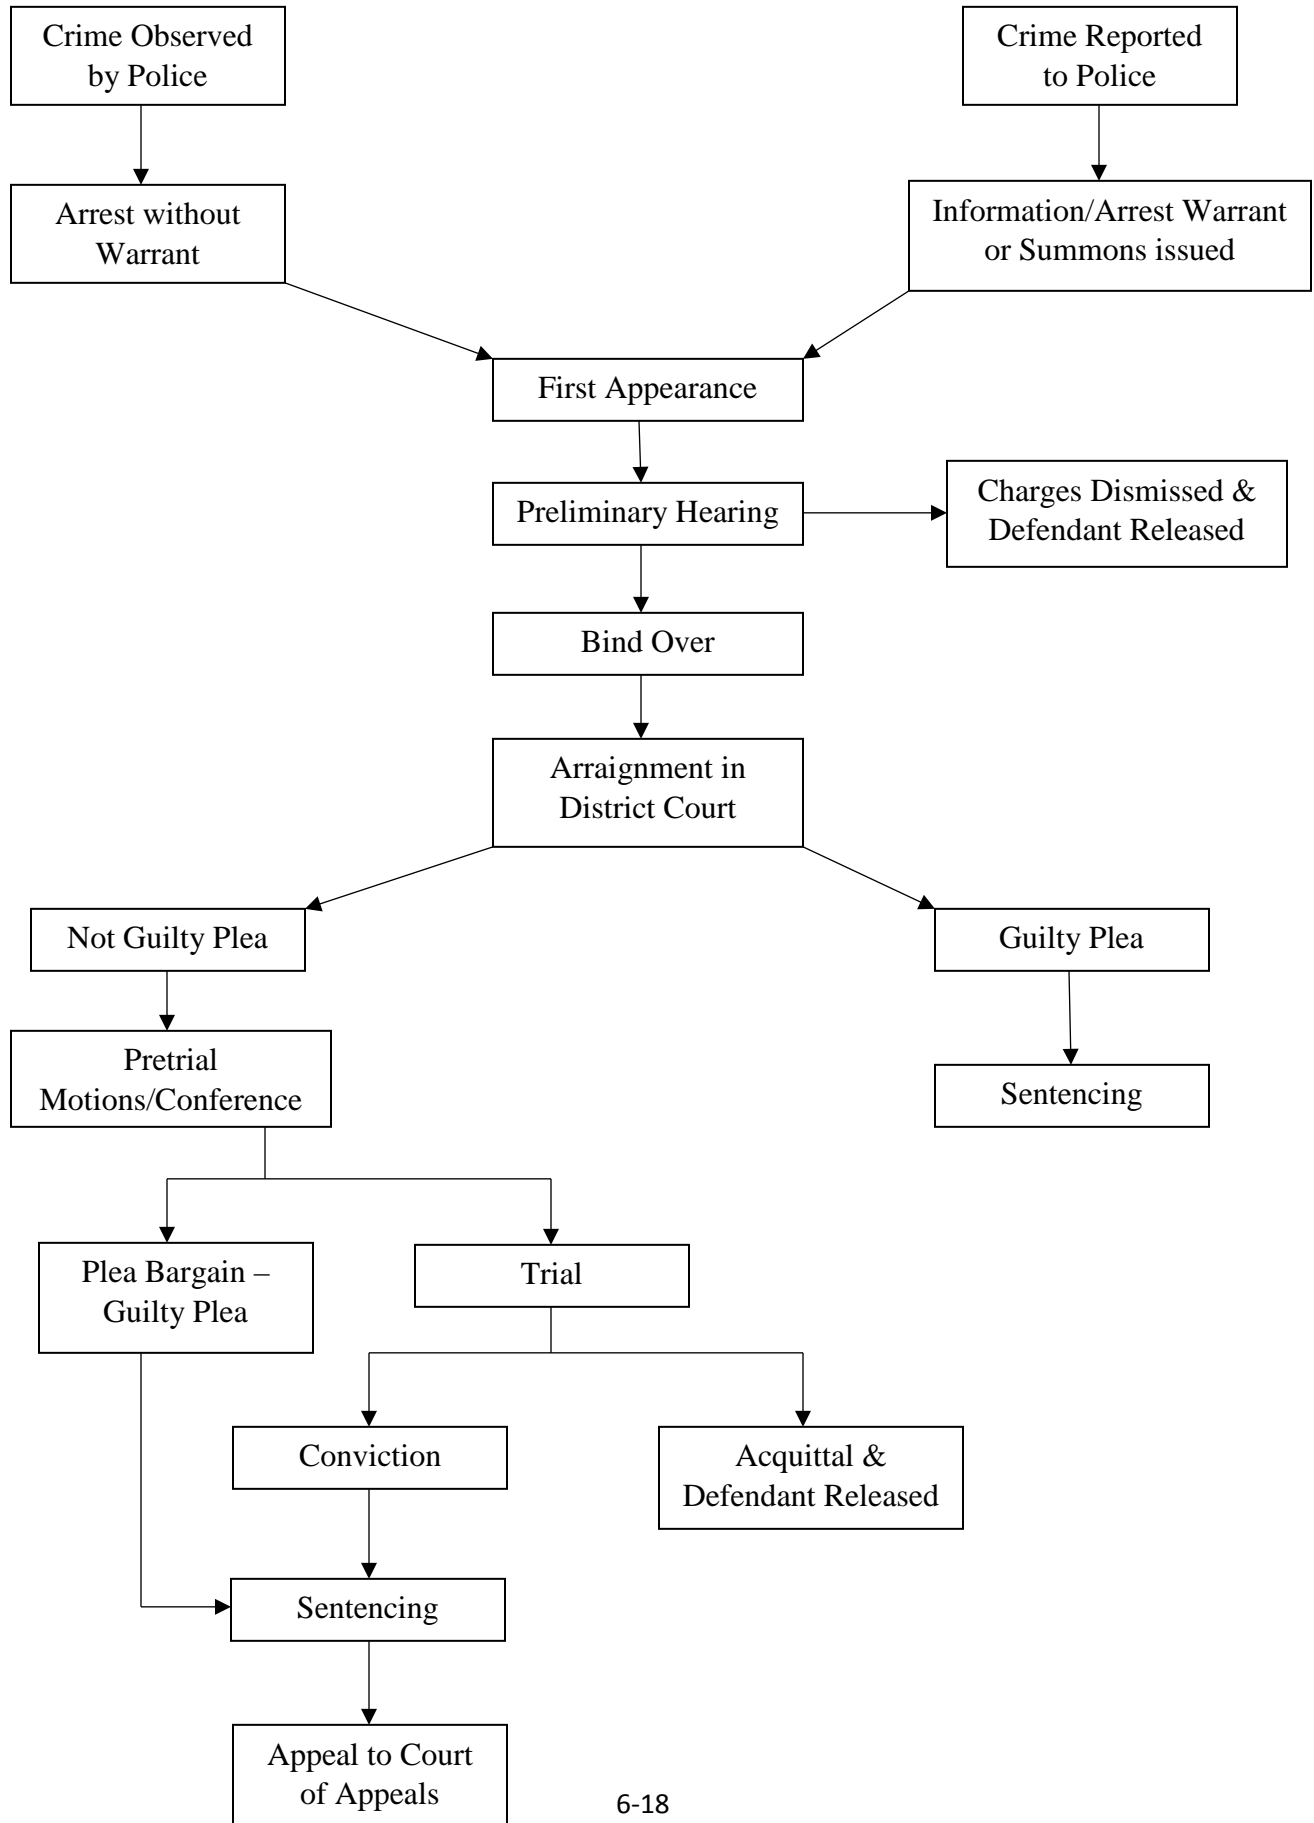 Crime Observed
by Police
Crime Reported
to Police
Arrest without
Warrant
Information/Arrest Warrant
or Summons issued
First Appearance
Preliminary Hearing
Charges Dismissed &
Defendant Released
Bind Over
Arraignment in
District Court
Not Guilty Plea
Guilty Plea
Pretrial
Motions/Conference
Sentencing
Plea Bargain –
Guilty Plea
Trial
Conviction
Acquittal &
Defendant Released
Sentencing
Appeal to Court
of Appeals
6-18